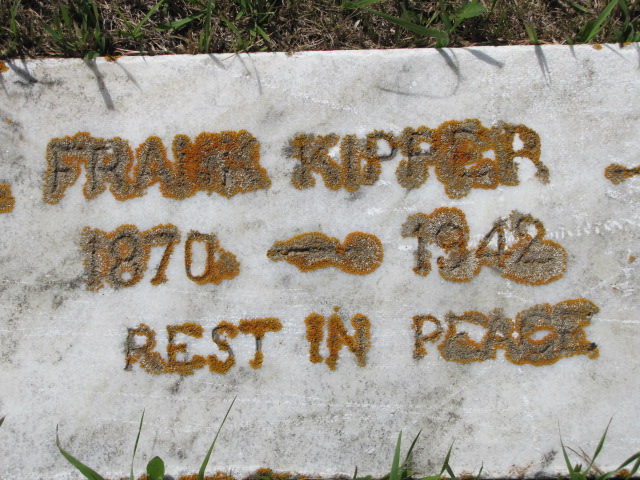 FRANK KIPPER
1870 — 1942
REST IN PEACE